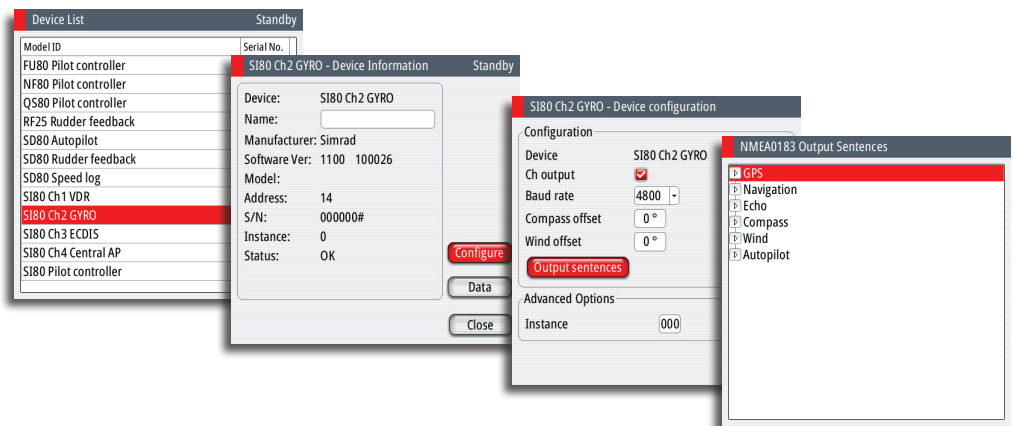 Device List Standby
Model ID Serial No.
FU80 Pilot controller
NF80 Pilot controller
QS80 Pilot controller
RF25 Rudder feedback
SD80 Autopilot
SD80 Rudder feedback
SD80 Speed log
SI80 Ch1 VDR
SI80 Ch2 GYRO
SI80 Ch3 ECDIS
SI80 Ch4 Central AP
SI80 Pilot controller
SI80 Ch2 GYRO - Device Information Standby
Device: SI80 Ch2 GYRO
Name:
Manufacturer: Simrad
Software Ver: 1100 100026
Model:
Address: 14
S/N: 000000#
Instance: 0
Status: OK
Configure
Data
Close
SI80 Ch2 GYRO - Device configuration
Configuration
Device SI80 Ch2 GYRO
Ch output
Baud rate 4800
Compass offset 0 °
Wind offset 0 °
Output sentences
Advanced Options
Instance 000
NMEA0183 Output Sentences
GPS
Navigation
Echo
Compass
Wind
Autopilot